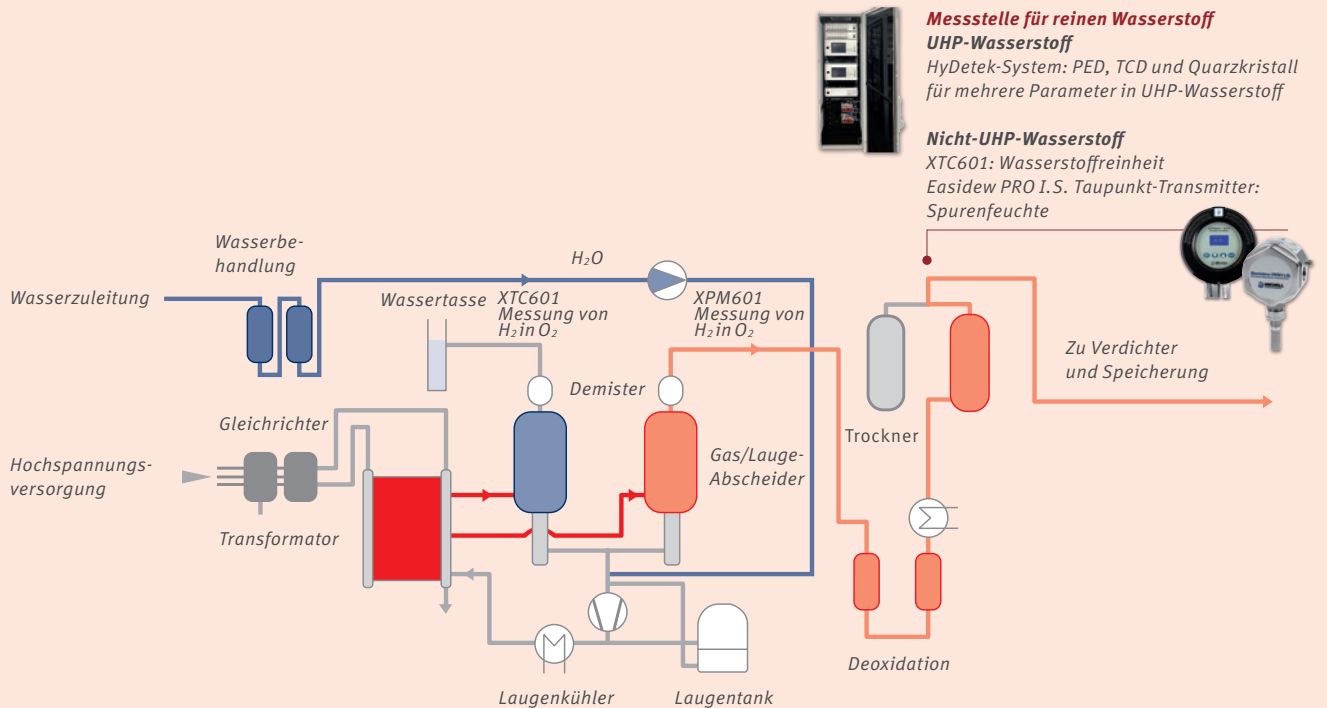 Messstelle für reinen Wasserstoff
UHP-Wasserstoff
HyDetek-System: PED, TCD und Quarzkristall
für mehrere Parameter in UHP-Wasserstoff
Nicht-UHP-Wasserstoff
XTC601: Wasserstoffreinheit
Easidew PRO I.S. Taupunkt-Transmitter:
Spurenfeuchte
Wasserbe-
handlung
H₂O
Wasserzuleitung
Wassertasse
XTC601
Messung von
H₂ in O₂
XPM601
Messung von
H₂ in O₂
Zu Verdichter
und Speicherung
Demister
Gleichrichter
Trockner
Hochspannungs-
versorgung
Gas/Lauge-
Abscheider
Transformator
Deoxidation
Laugenkühler
Laugentank